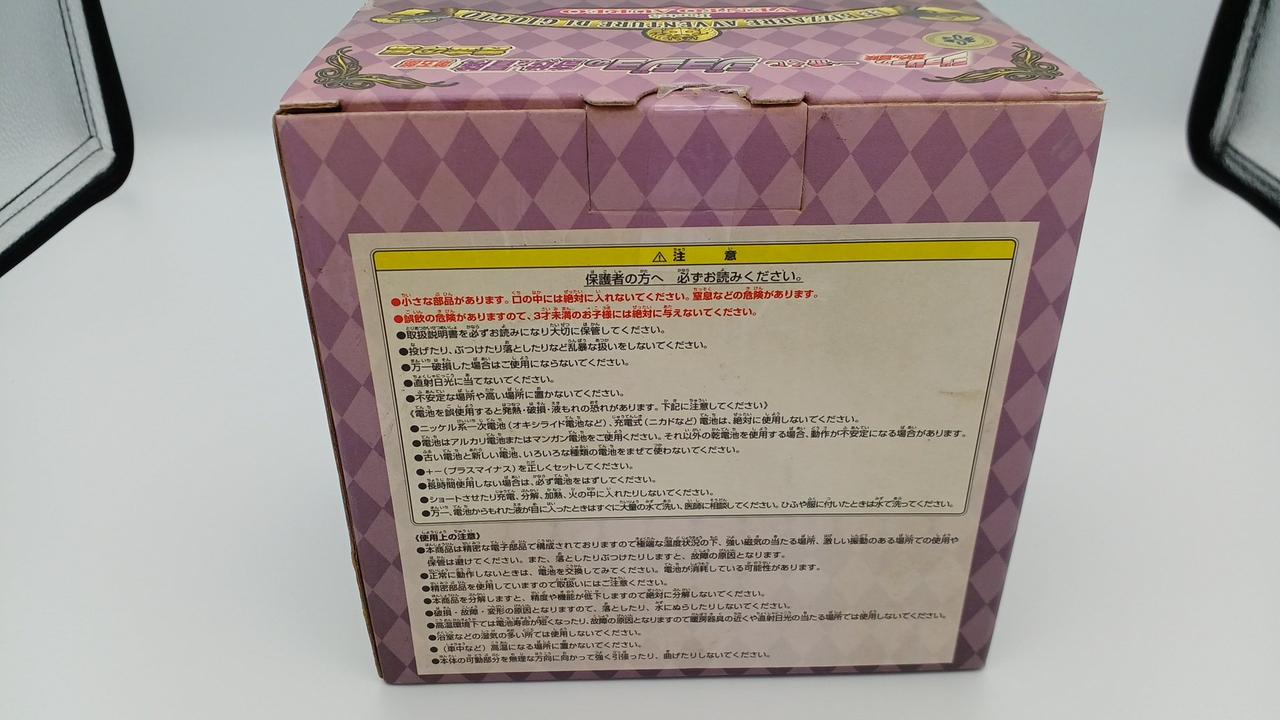 LE BIZZARRE AVVENTURE DI GIOGIO
一番くじ ジョジョの奇妙な冒険
⚠注 意
保護者の方へ 必ずお読みください。
●小さな部品があります。口の中には絶対に入れないでください。窒息などの危険があります。
●誤飲の危険がありますので、3才未満のお子様には絶対に与えないでください。
●取扱説明書を必ずお読みになり大切に保管してください。
●投げたり、ぶつけたり落としたりなど乱暴な扱いをしないでください。
●万一破損した場合はご使用にならないでください。
●直射日光に当てないでください。
●不安定な場所や高い場所に置かないでください。
《電池を誤使用すると発熱・破損・液もれの恐れがあります。下記に注意してください》
●ニッケル系一次電池(オキシライド電池など)、充電式(ニカドなど)電池は、絶対に使用しないでください。
●電池はアルカリ電池またはマンガン電池をご使用ください。それ以外の乾電池を使用する場合、動作が不安定になる場合があります。
●古い電池と新しい電池、いろいろな種類の電池をまぜて使わないでください。
●+-(プラスマイナス)を正しくセットしてください。
●長時間使用しない場合は、必ず電池をはずしてください。
●ショートさせたり充電、分解、加熱、火の中に入れたりしないでください。
●万一、電池からもれた液が目に入ったときはすぐに大量の水で洗い、医師に相談してください。ひふや服に付いたときは水で洗ってください。
《使用上の注意》
●本商品は精密な電子部品で構成されておりますので極端な温度状況の下、強い磁気の当たる場所、激しい振動のある場所での使用や
保管は避けてください。また、落としたりぶつけたりしますと、故障の原因となります。
●正常に動作しないときは、電池を交換してみてください。電池が消耗している可能性があります。
●精密部品を使用していますので取扱いにはご注意ください。
●本商品を分解しますと、精度や機能が低下しますので絶対に分解しないでください。
●破損・故障・変形の原因となりますので、落としたり、水にぬらしたりしないでください。
●高温環境下では電池寿命が短くなったり、故障の原因となりますので暖房器具の近くや直射日光の当たる場所では使用しないでください。
●浴室などの湿気の多い所では使用しないでください。
●(車中など)高温になる場所に置かないでください。
●本体の可動部分を無理な方向に向かって強く引張ったり、曲げたりしないでください。